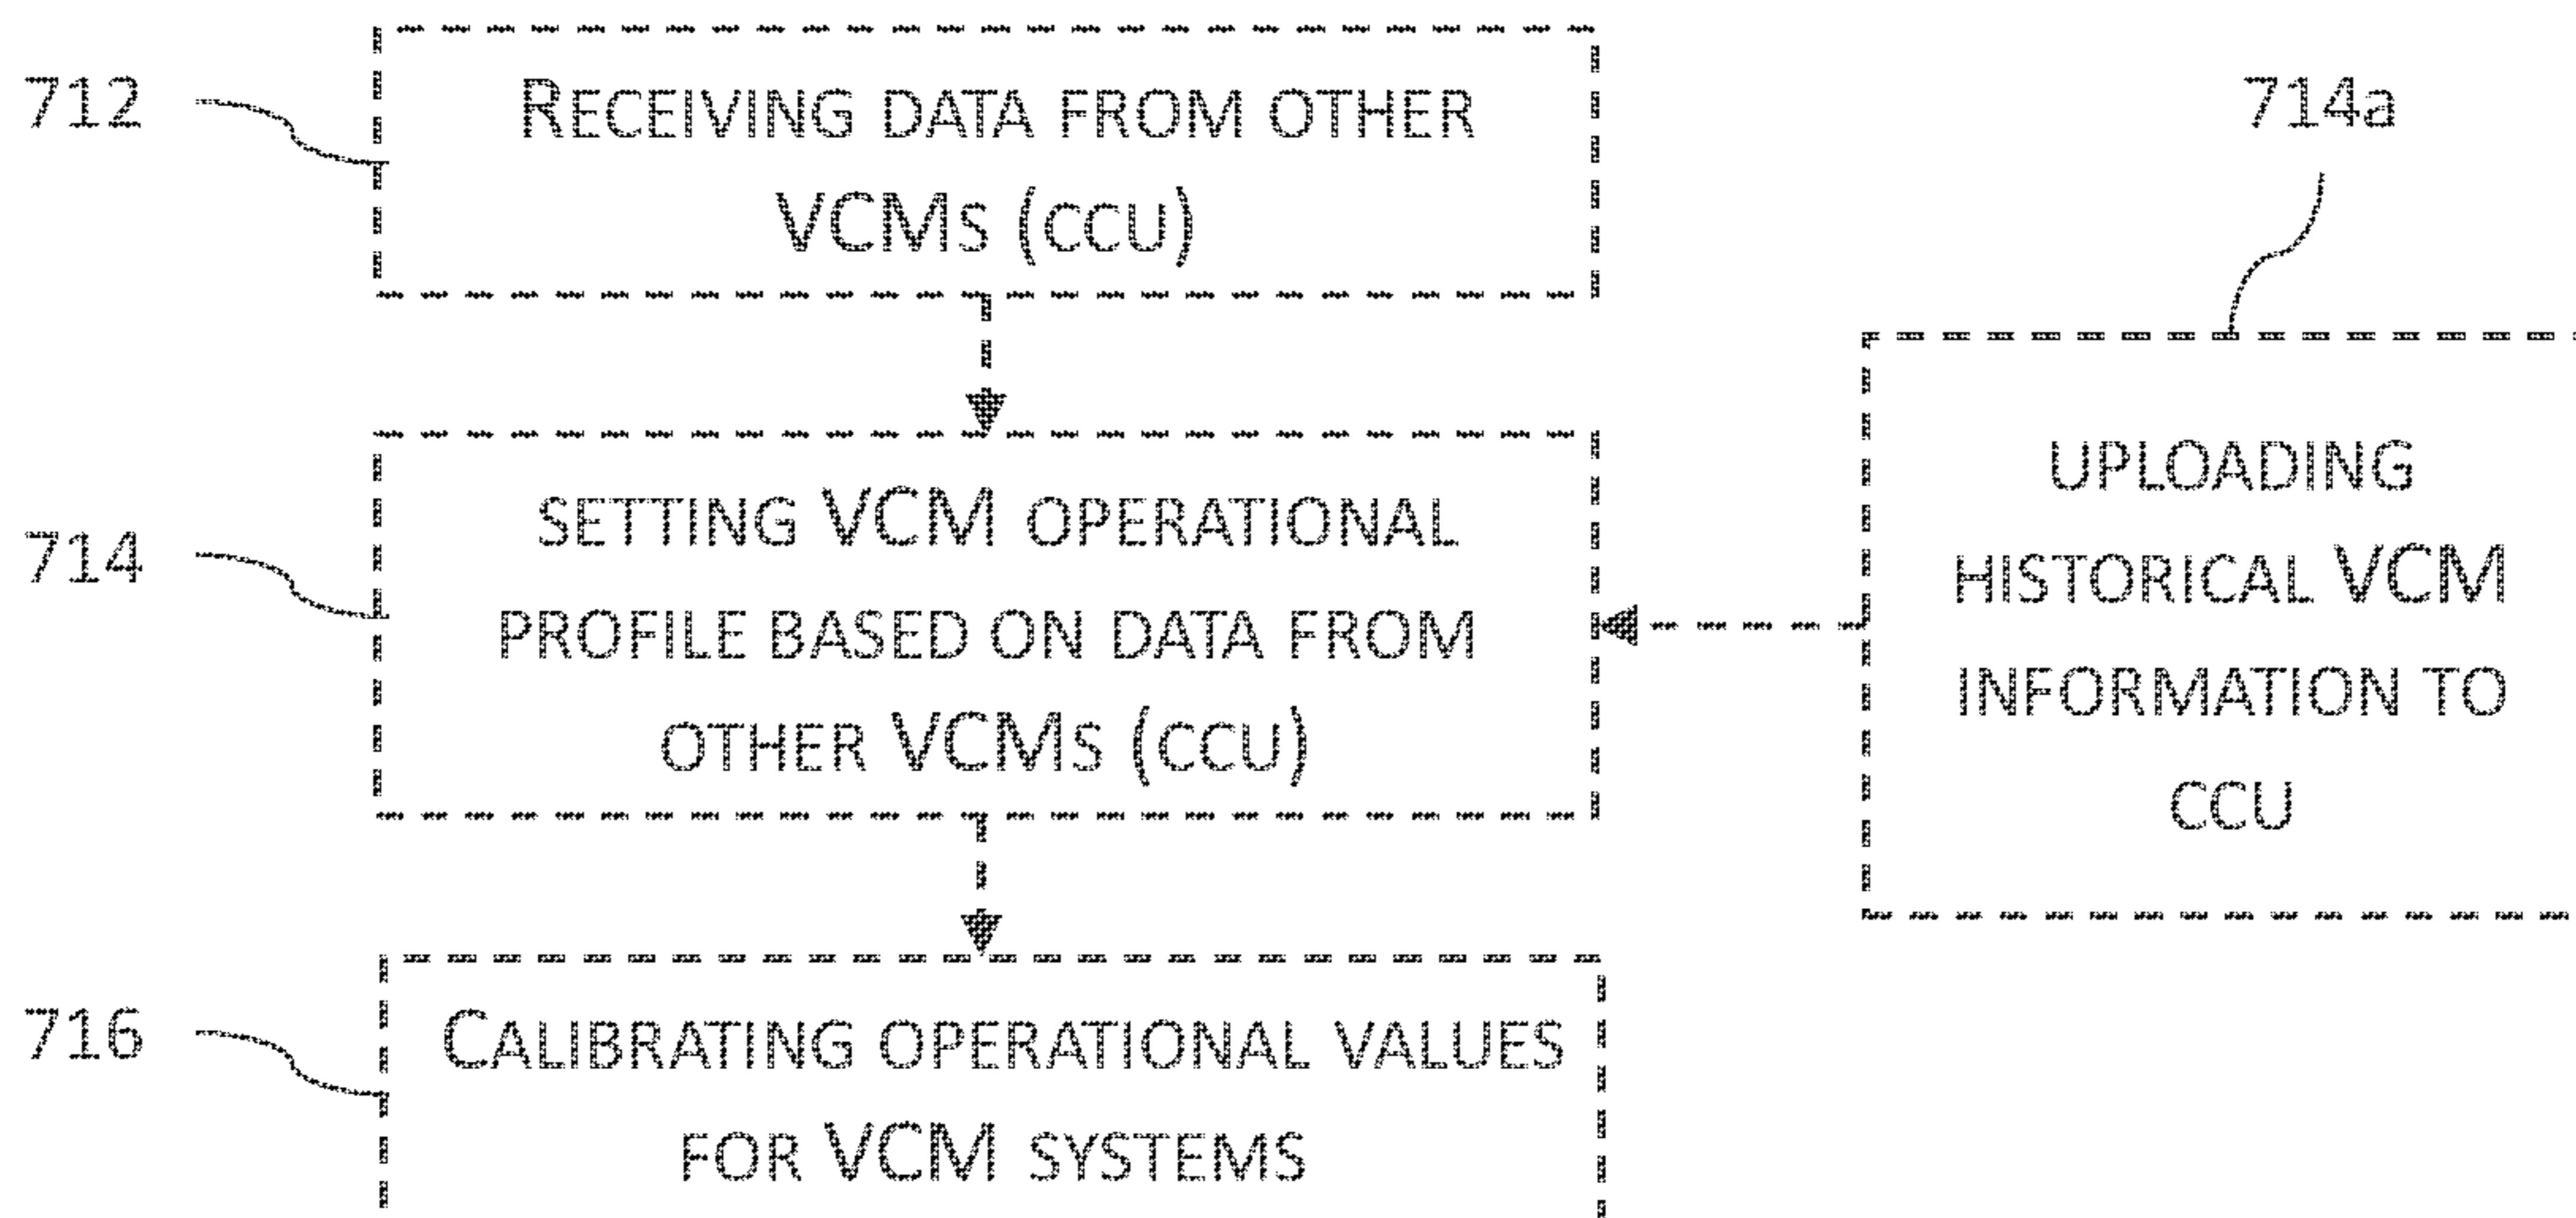 712
RECEIVING DATA FROM OTHER
VCMS (CCU)
714a
714
SETTING VCM OPERATIONAL
PROFILE BASED ON DATA FROM
OTHER VCMS (CCU)
UPLOADING
HISTORICAL VCM
INFORMATION TO
CCU
716
CALIBRATING OPERATIONAL VALUES
FOR VCM SYSTEMS